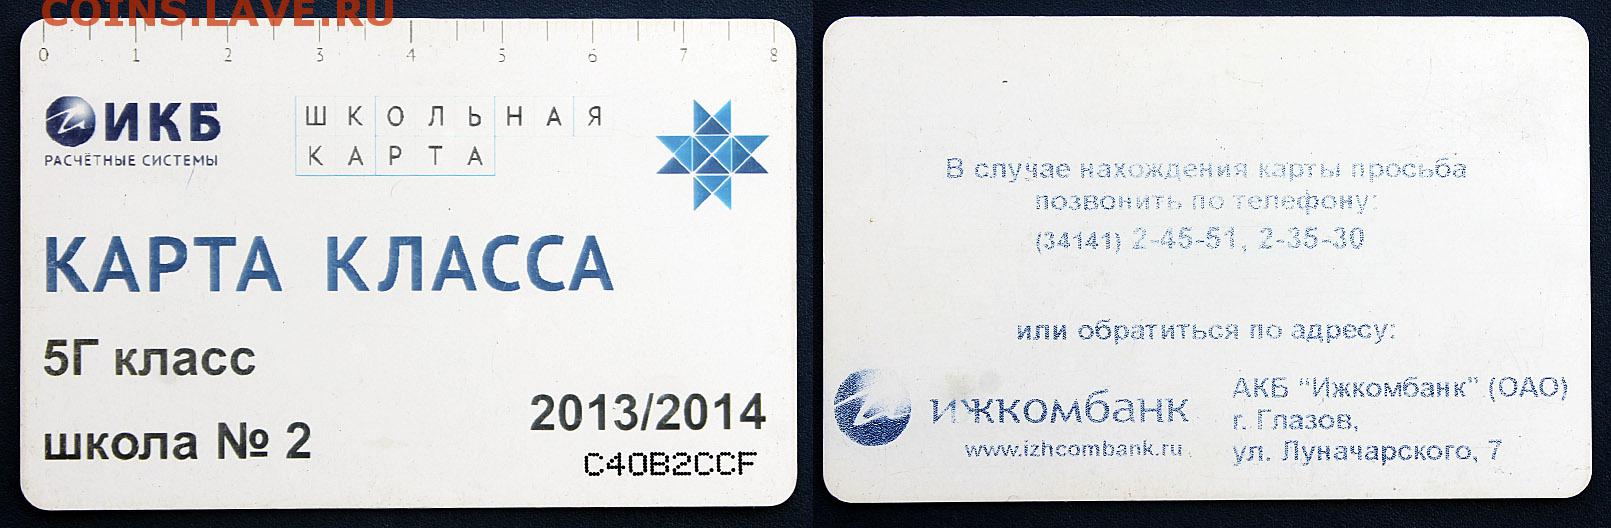 COINS.LAVE.RU
0 1 2 3 4 5 6 7 8
ИКБ
РАСЧЁТНЫЕ СИСТЕМЫ
ШКОЛЬНАЯ
КАРТА
КАРТА КЛАССА
5Г класс
школа № 2
2013/2014
C40B2CCF
В случае нахождения карты просьба
позвонить по телефону:
(34141) 2-45-51, 2-35-30
или обратиться по адресу:
ижкомбанк
www.izhcombank.ru
АКБ "Ижкомбанк" (ОАО)
г. Глазов,
ул. Луначарского, 7